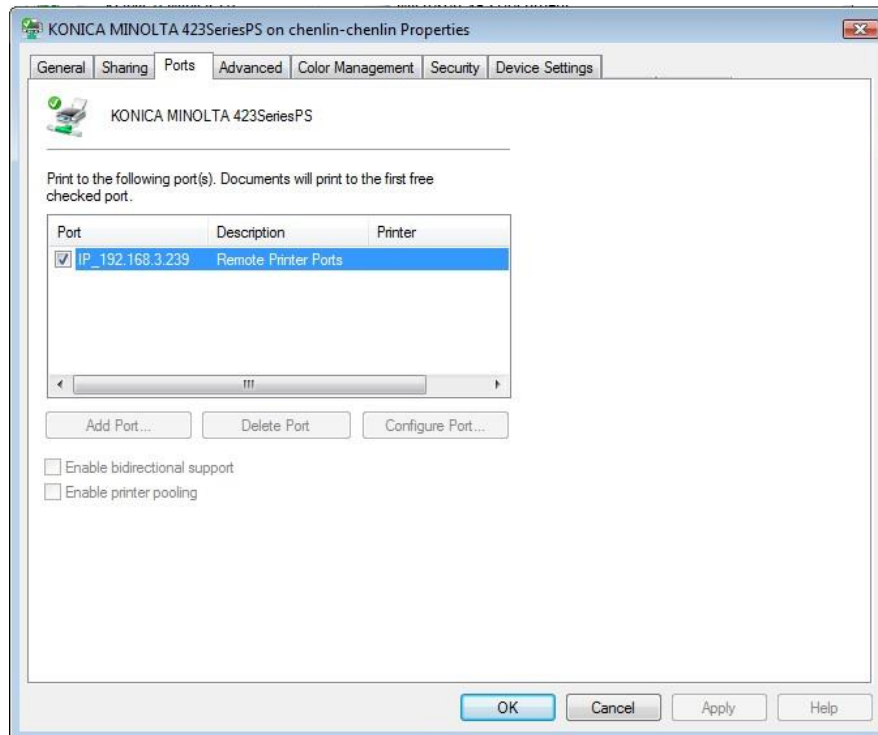 KONICA MINOLTA 423SeriesPS on chenlin-chenlin Properties
General Sharing Ports Advanced Color Management Security Device Settings
KONICA MINOLTA 423SeriesPS
Print to the following port(s). Documents will print to the first free
checked port.
Port Description Printer
IP_192.168.3.239 Remote Printer Ports
Add Port... Delete Port Configure Port...
Enable bidirectional support
Enable printer pooling
OK Cancel Apply Help